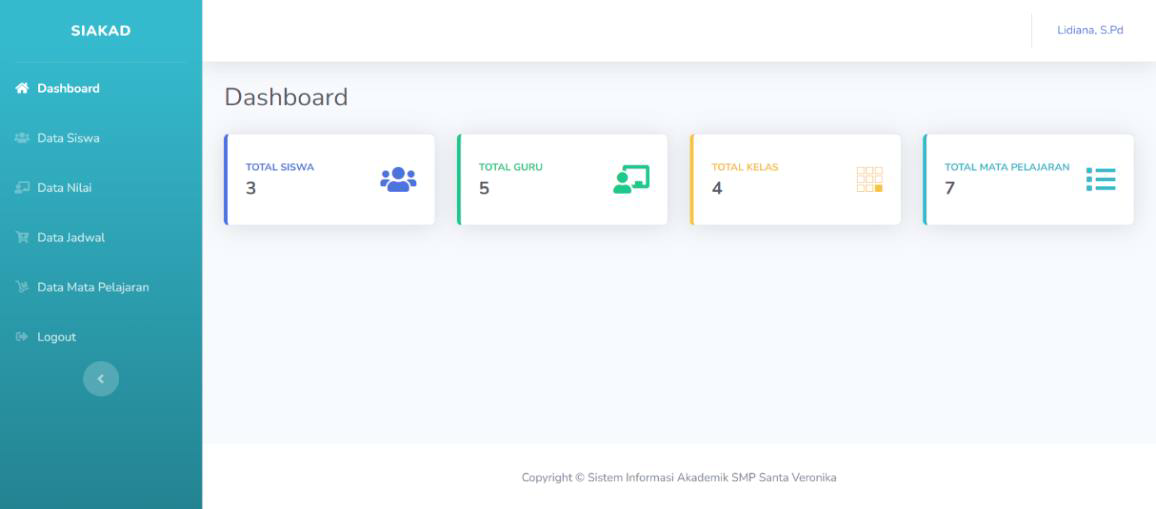 SIAKAD
Lidiana, S.Pd
Dashboard
Data Siswa
Data Nilai
Data Jadwal
Data Mata Pelajaran
Logout
Dashboard
TOTAL SISWA
3
TOTAL GURU
5
TOTAL KELAS
4
TOTAL MATA PELAJARAN
7
Copyright © Sistem Informasi Akademik SMP Santa Veronika